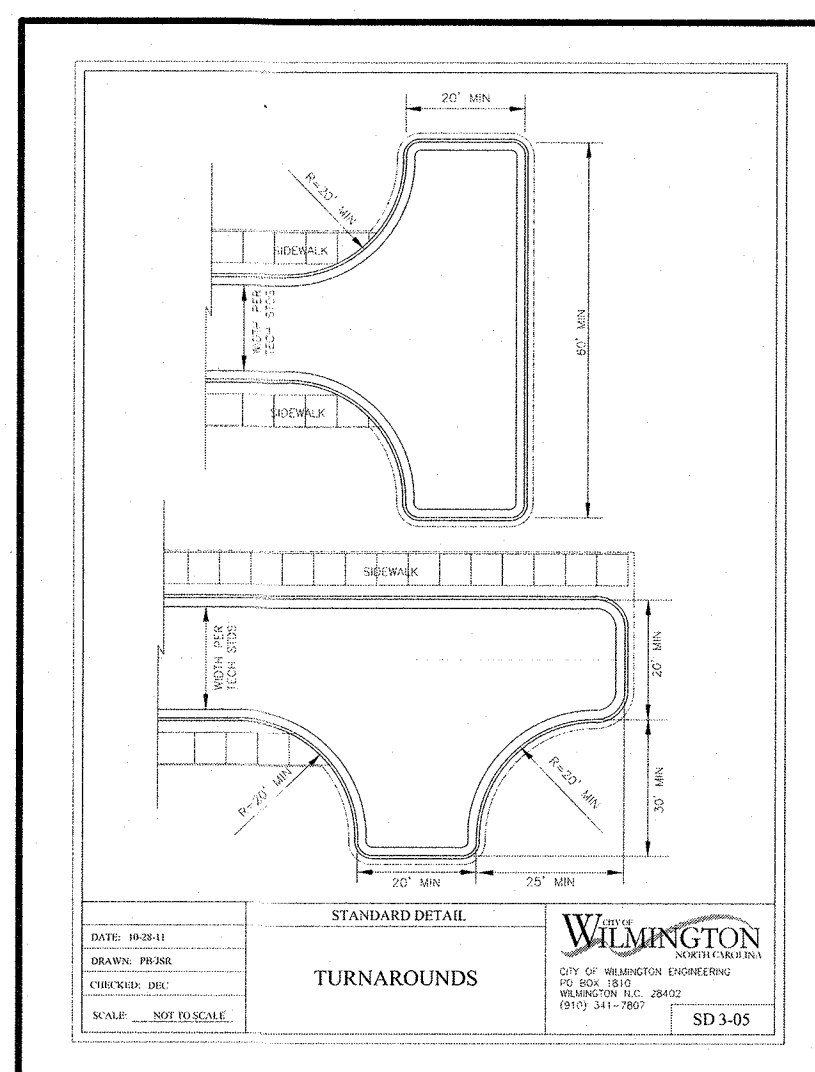 20' MIN
R=20' MIN
SIDEWALK
WIDTH PER
TECH STDS
60' MIN
SIDEWALK
SIDEWALK
WIDTH PER
TECH STDS
20' MIN
R=20' MIN
R=20' MIN
30' MIN
20' MIN
25' MIN
STANDARD DETAIL
TURNAROUNDS
DATE: 10-28-11
DRAWN: PB/JSR
CHECKED: DEC
SCALE: NOT TO SCALE
CITY OF
WILMINGTON
NORTH CAROLINA
CITY OF WILMINGTON ENGINEERING
PO BOX 1810
WILMINGTON N.C. 28402
(910) 341-7807
SD 3-05